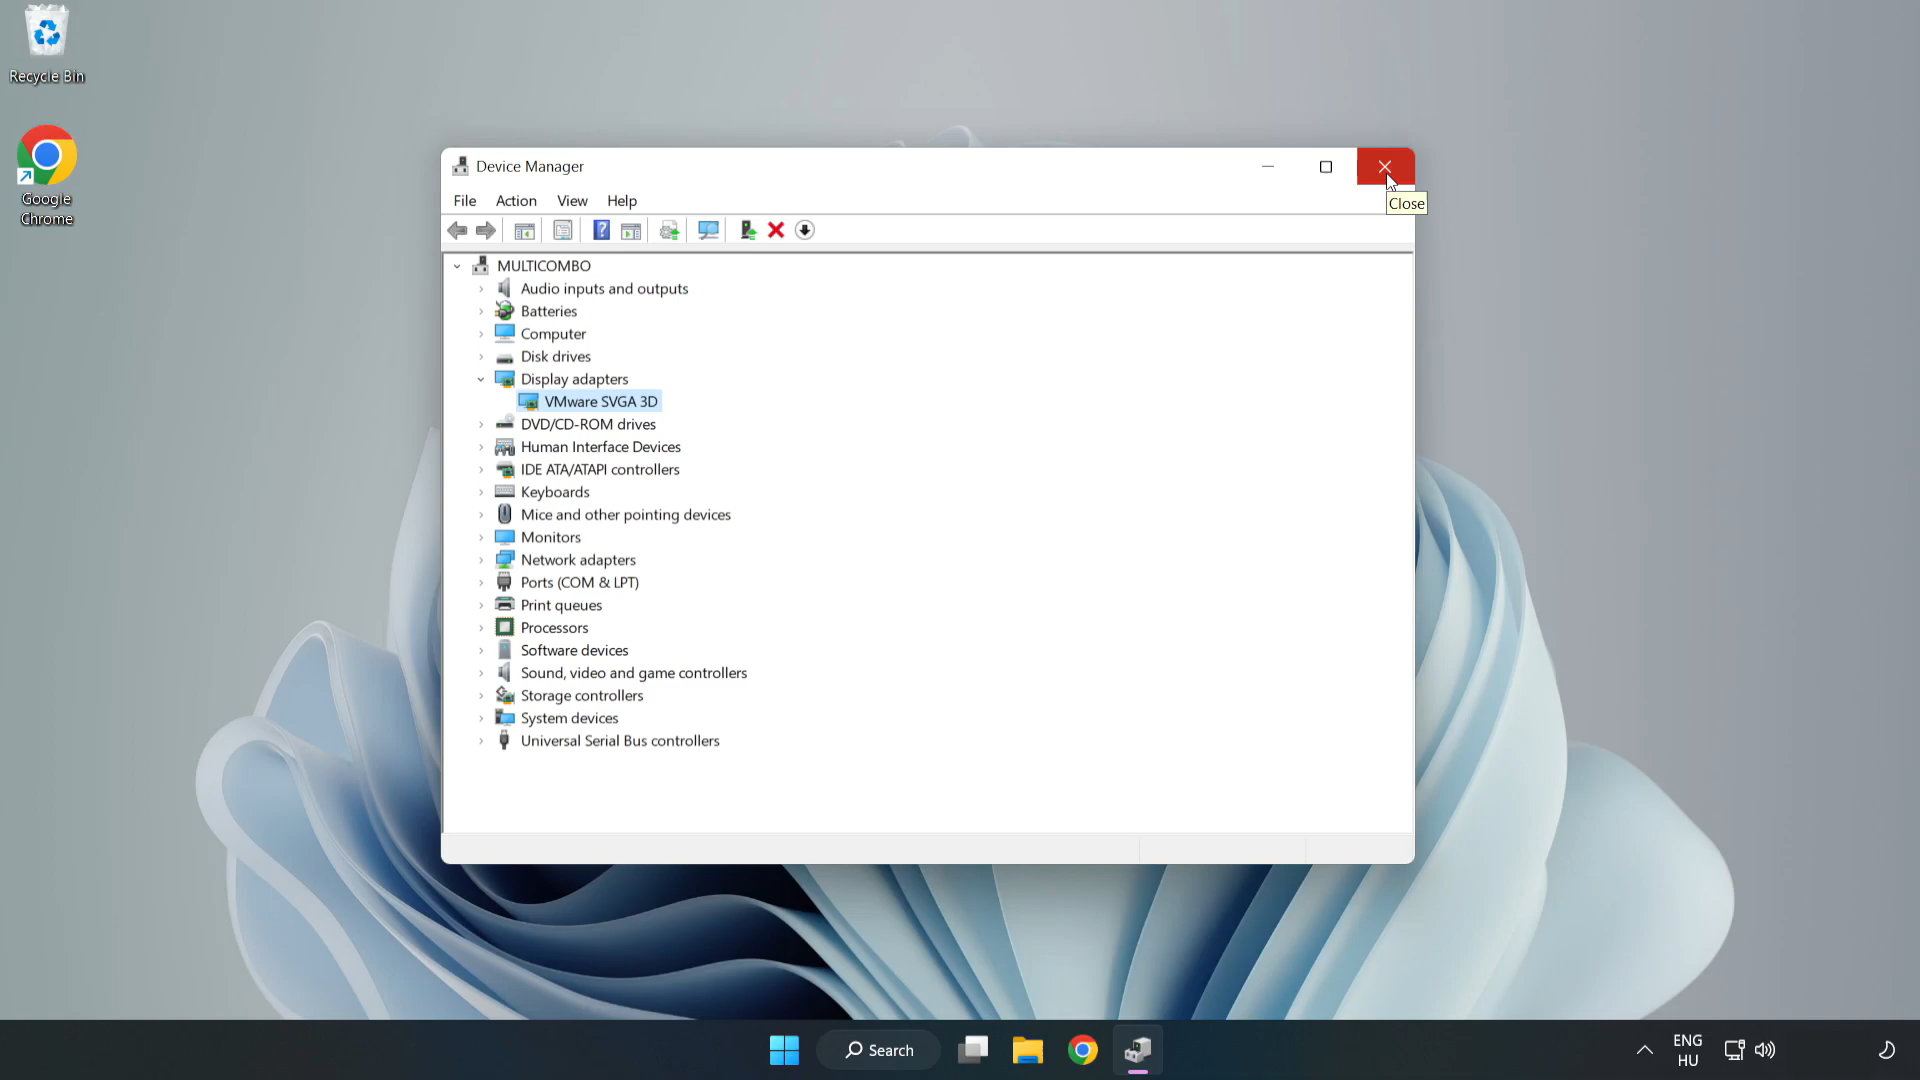 Recycle Bin
Google
Chrome
Device Manager
File Action View Help
Close
MULTICOMBO
Audio inputs and outputs
Batteries
Computer
Disk drives
Display adapters
VMware SVGA 3D
DVD/CD-ROM drives
Human Interface Devices
IDE ATA/ATAPI controllers
Keyboards
Mice and other pointing devices
Monitors
Network adapters
Ports (COM & LPT)
Print queues
Processors
Software devices
Sound, video and game controllers
Storage controllers
System devices
Universal Serial Bus controllers
Search
ENG
HU